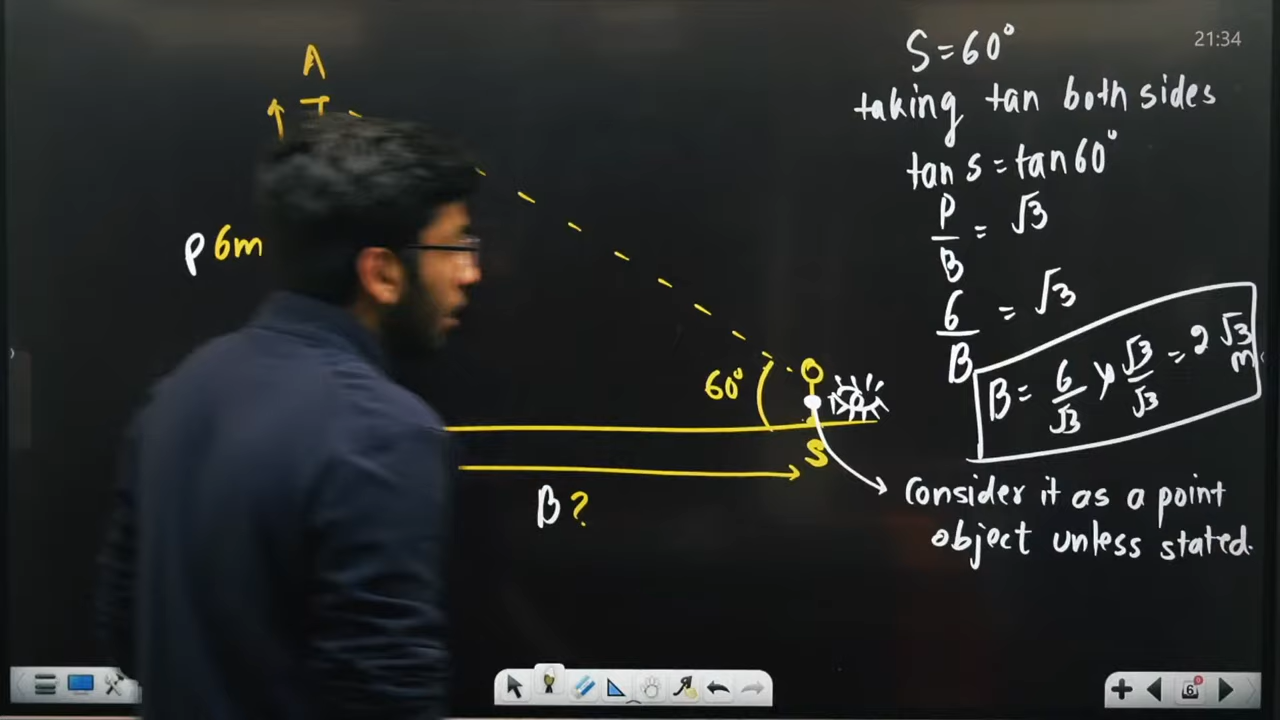 A
P 6m
60°
S
B?
S=60°
taking tan both sides
tan S = tan 60°
P/B = √3
6/B = √3
B = 6/√3 × √3/√3 = 2√3 m
Consider it as a point
object unless stated.
21:34
6